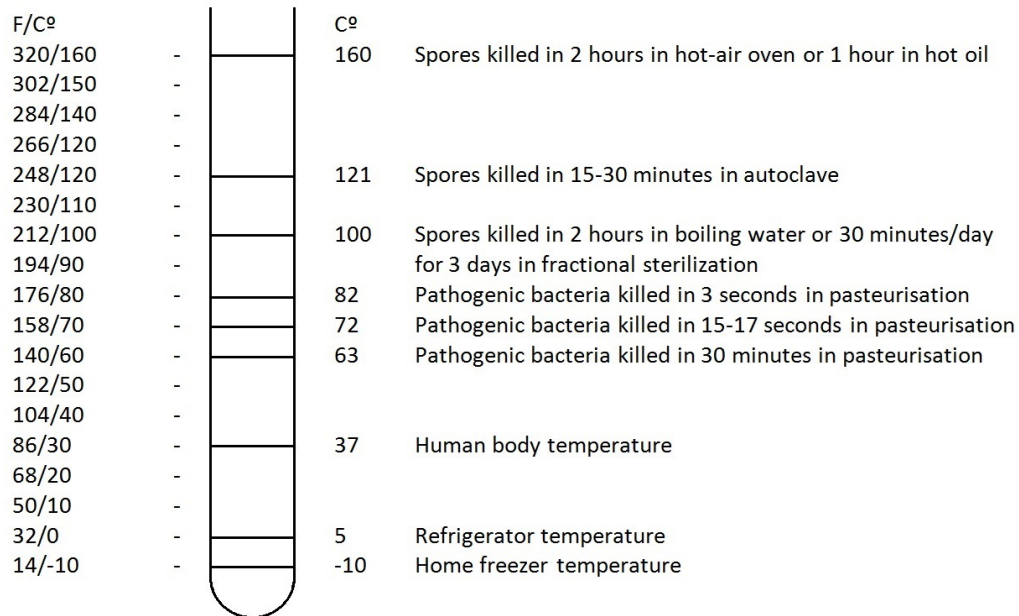 F/Cº - Cº
320/160 - 160 Spores killed in 2 hours in hot-air oven or 1 hour in hot oil
302/150 -
284/140 -
266/120 -
248/120 - 121 Spores killed in 15-30 minutes in autoclave
230/110 -
212/100 - 100 Spores killed in 2 hours in boiling water or 30 minutes/day
194/90 - for 3 days in fractional sterilization
176/80 - 82 Pathogenic bacteria killed in 3 seconds in pasteurisation
158/70 - 72 Pathogenic bacteria killed in 15-17 seconds in pasteurisation
140/60 - 63 Pathogenic bacteria killed in 30 minutes in pasteurisation
122/50 -
104/40 -
86/30 - 37 Human body temperature
68/20 -
50/10 -
32/0 - 5 Refrigerator temperature
14/-10 - -10 Home freezer temperature